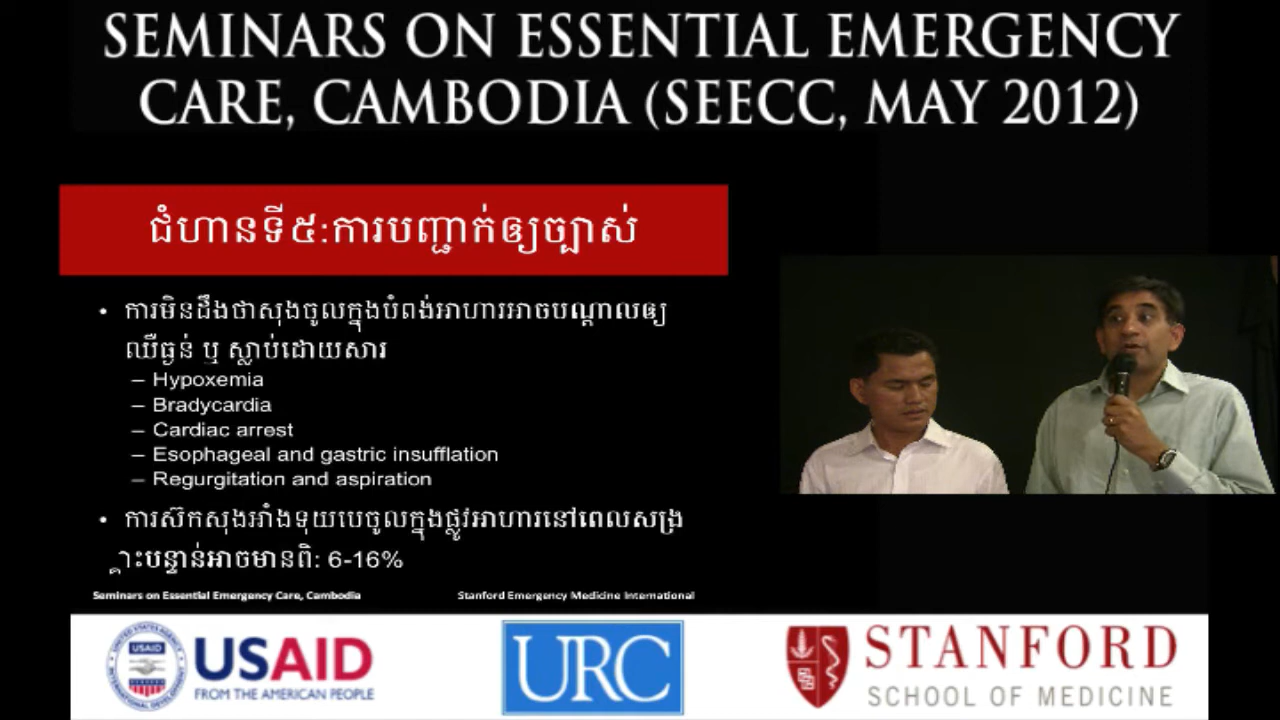 SEMINARS ON ESSENTIAL EMERGENCY
CARE, CAMBODIA (SEECC, MAY 2012)
ជំហានទី៥:ការបញ្ជាក់ឲ្យច្បាស់
• ការមិនដឹងថាសុងចូលក្នុងបំពង់អាហារអាចបណ្តាលឲ្យ
ឈឺធ្ងន់ ឬ ស្លាប់ដោយសារ
– Hypoxemia
– Bradycardia
– Cardiac arrest
– Esophageal and gastric insufflation
– Regurgitation and aspiration
• ការស៊កសុងអាំងទុយបេចូលក្នុងផ្លូវអាហារនៅពេលសង្រ
្គោះបន្ទាន់អាចមានពិ: 6-16%
Seminars on Essential Emergency Care, Cambodia
Stanford Emergency Medicine International
UNITED STATES AGENCY
INTERNATIONAL DEVELOPMENT
USAID
USAID
FROM THE AMERICAN PEOPLE
URC
STANFORD
SCHOOL OF MEDICINE